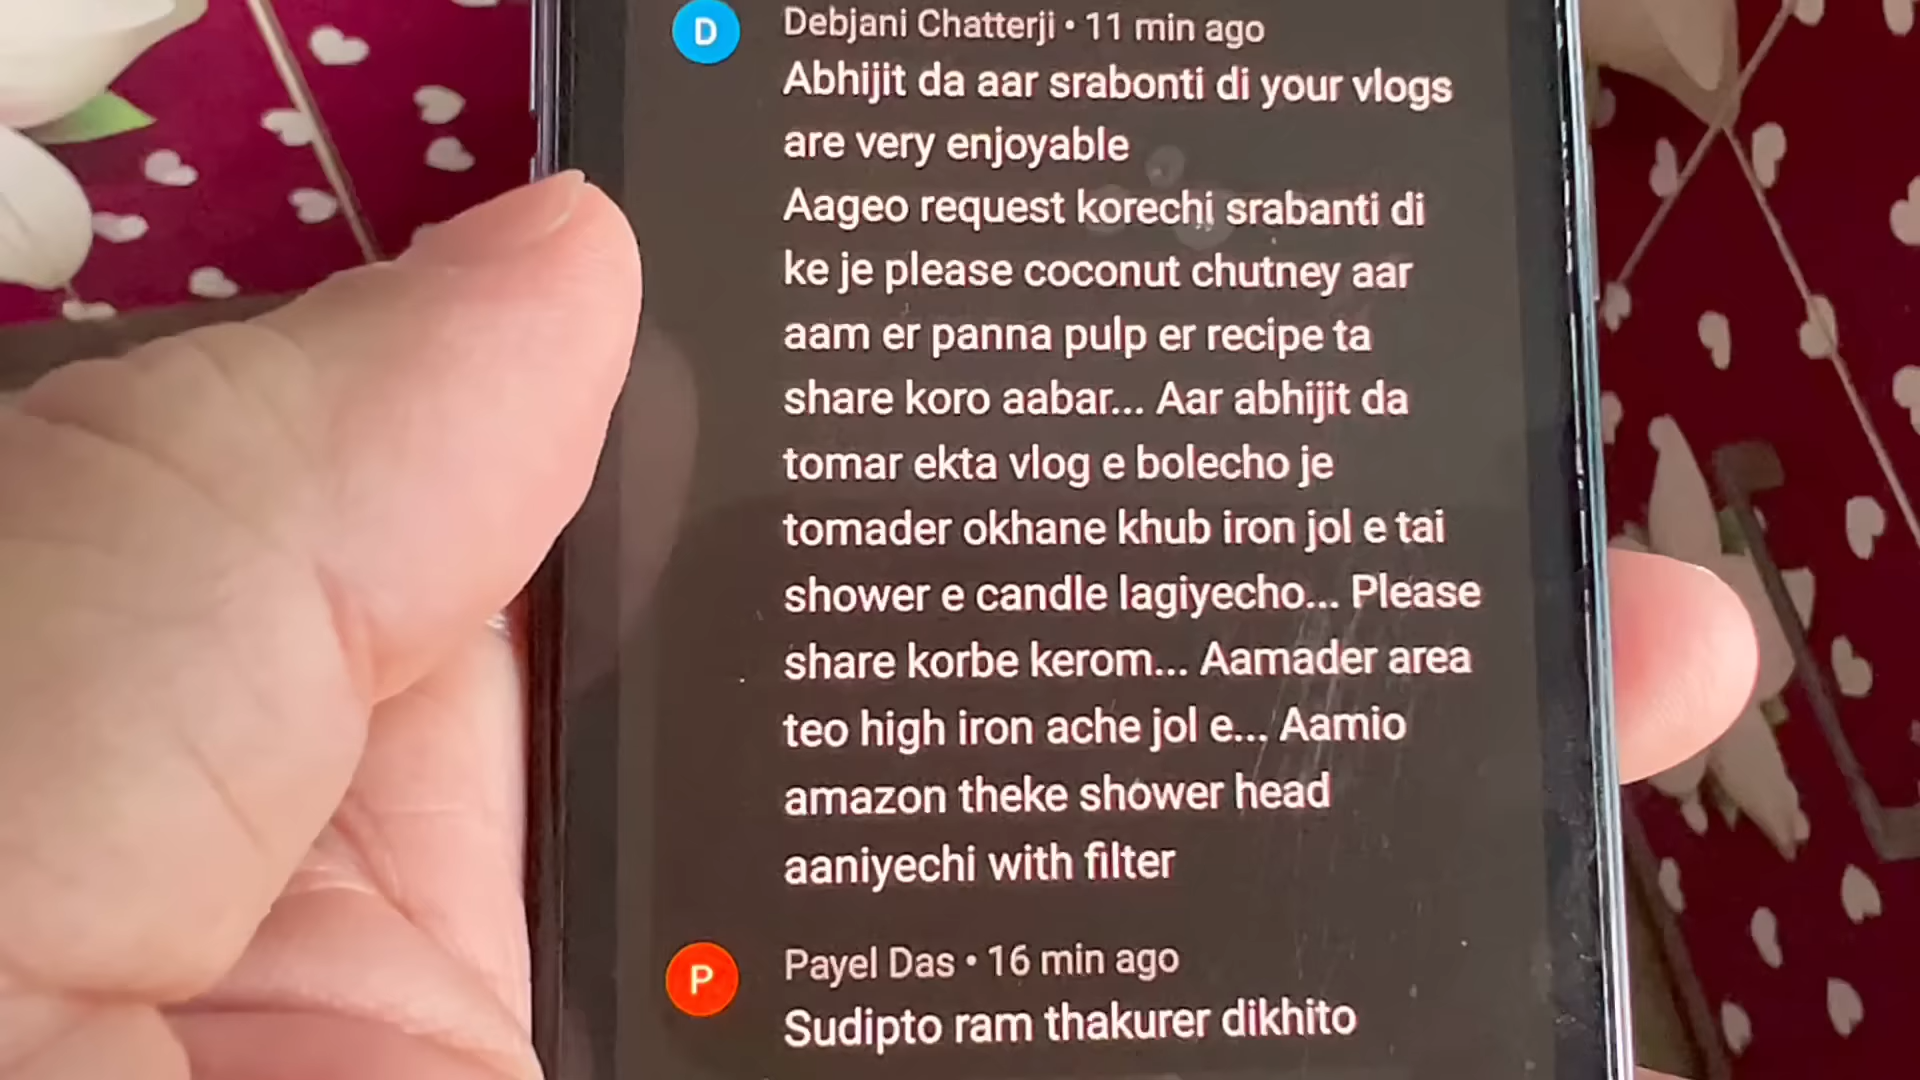 D
Debjani Chatterji • 11 min ago
Abhijit da aar srabonti di your vlogs
are very enjoyable
Aageo request korechi srabanti di
ke je please coconut chutney aar
aam er panna pulp er recipe ta
share koro aabar... Aar abhijit da
tomar ekta vlog e bolecho je
tomader okhane khub iron jol e tai
shower e candle lagiyecho... Please
share korbe kerom... Aamader area
teo high iron ache jol e... Aamio
amazon theke shower head
aaniyechi with filter
P
Payel Das • 16 min ago
Sudipto ram thakurer dikhito